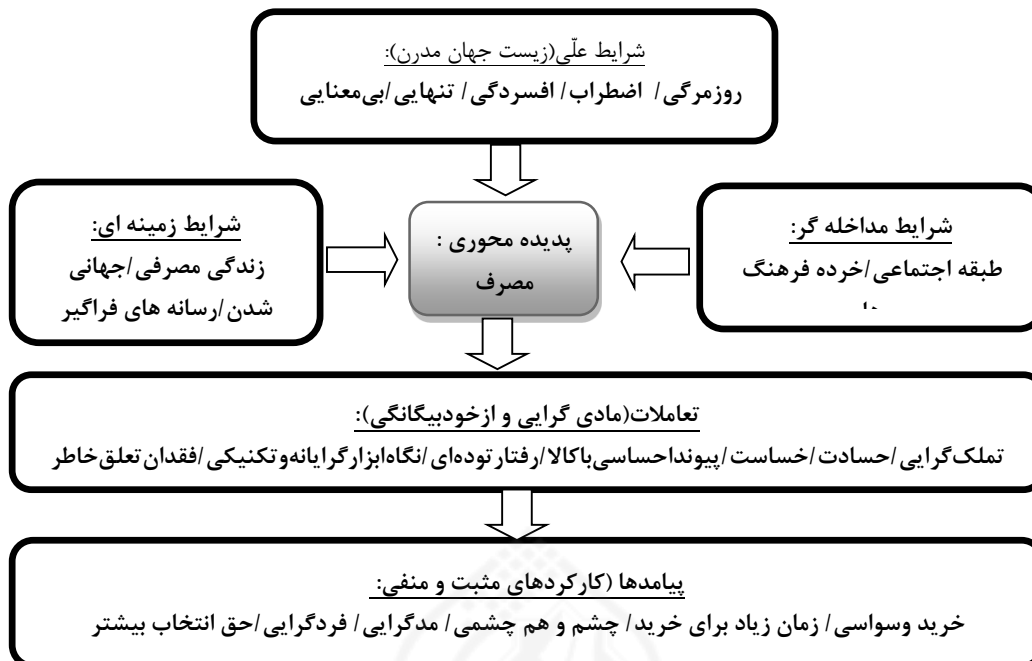 شرایط علّی(زیست جهان مدرن):
روزمرگی/ اضطراب/ افسردگی/ تنهایی/بی‌معنایی
شرایط زمینه ای:
زندگی مصرفی/جهانی
شدن/رسانه های فراگیر
پدیده محوری :
مصرف
شرایط مداخله گر:
طبقه اجتماعی/خرده فرهنگ
تعاملات(مادی گرایی و ازخودبیگانگی):
تملک‌گرایی/حسادت/خساست/پیونداحساسی‌باکالا/رفتارتوده‌ای/نگاه‌ابزارگرایانه‌وتکنیکی/فقدان‌تعلق‌خاطر
پیامدها (کارکردهای مثبت و منفی:
خرید وسواسی/ زمان زیاد برای خرید/ چشم و هم چشمی/ مدگرایی/ فردگرایی/حق انتخاب بیشتر